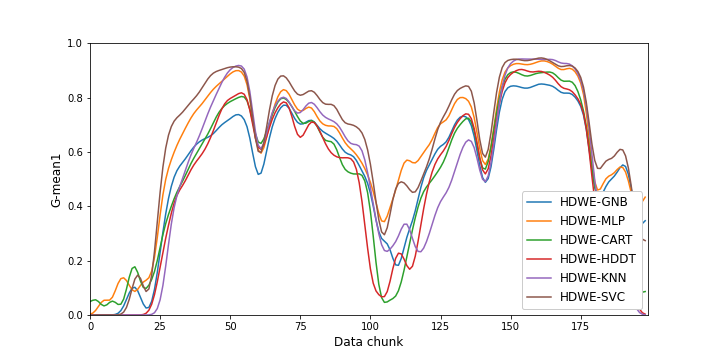 1.0
0.8
0.6
0.4
0.2
0.0
G-mean1
0
25
50
75
100
125
150
175
Data chunk
HDWE-GNB
HDWE-MLP
HDWE-CART
HDWE-HDDT
HDWE-KNN
HDWE-SVC